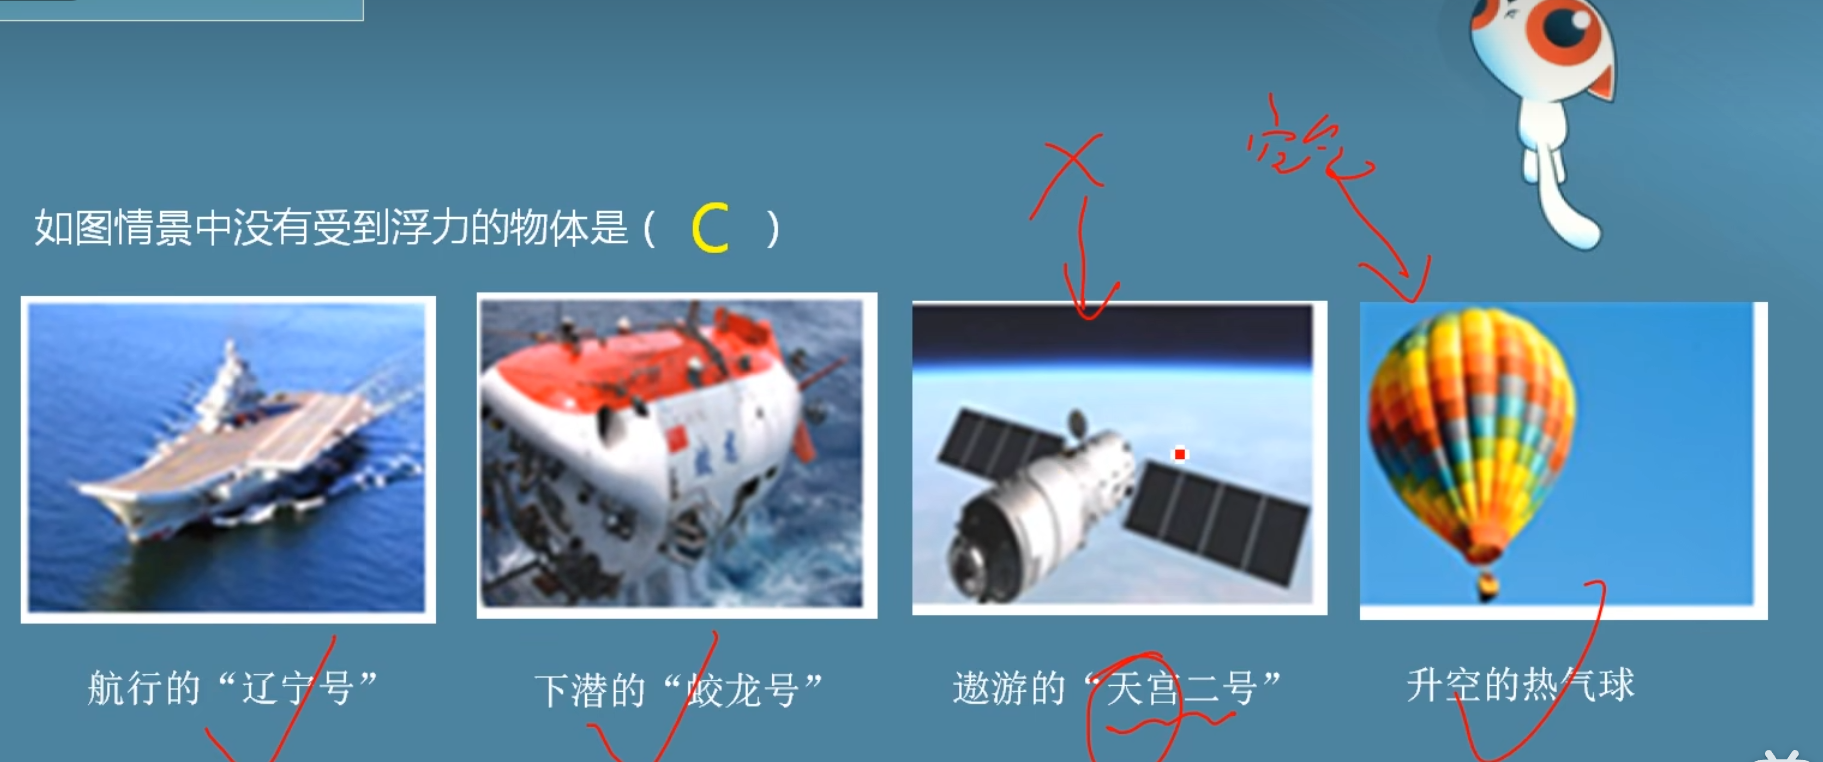 如图情景中没有受到浮力的物体是( C )
空气
航行的“辽宁号”
下潜的“蛟龙号”
遨游的“天宫二号”
升空的热气球